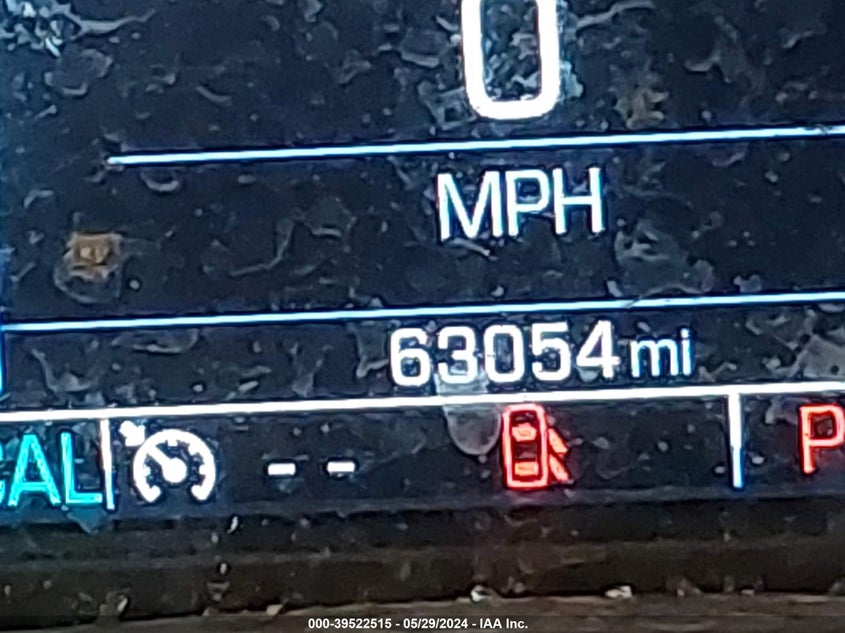 0
MPH
63054 mi
CAL -- P
000-39522515 - 05/29/2024 - IAA Inc.